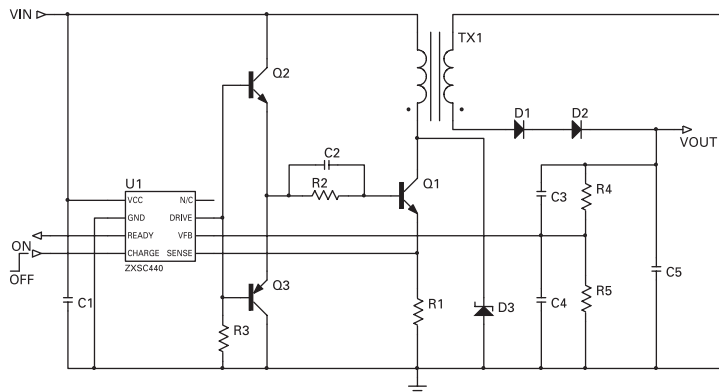 VIN
TX1
Q2
D1
D2
VOUT
C2
U1
R2
Q1
C3
R4
VCC
N/C
GND
DRIVE
ON
READY
VFB
CHARGE
SENSE
OFF
ZXSC440
C1
Q3
R3
R1
D3
C4
R5
C5